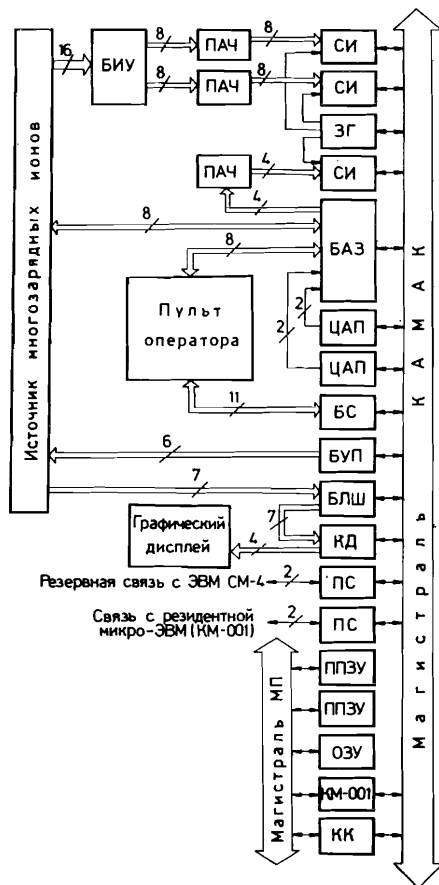 16
БИУ
8
ПАЧ
8
СИ
8
ПАЧ
8
СИ
ЗГ
ПАЧ
4
СИ
4
8
БАЗ
8
Пульт
оператора
2
2
ЦАП
ЦАП
11
БС
6
БУП
7
БЛШ
Графический
дисплей
7
4
КД
Резервная связь с ЭВМ СМ-4
2
ПС
Связь с резидентной
микро-ЭВМ (КМ-001)
2
ПС
ППЗУ
ППЗУ
ОЗУ
КМ-001
КК
Источник многозарядных ионов
Магистраль МП
Магистраль КАМАК